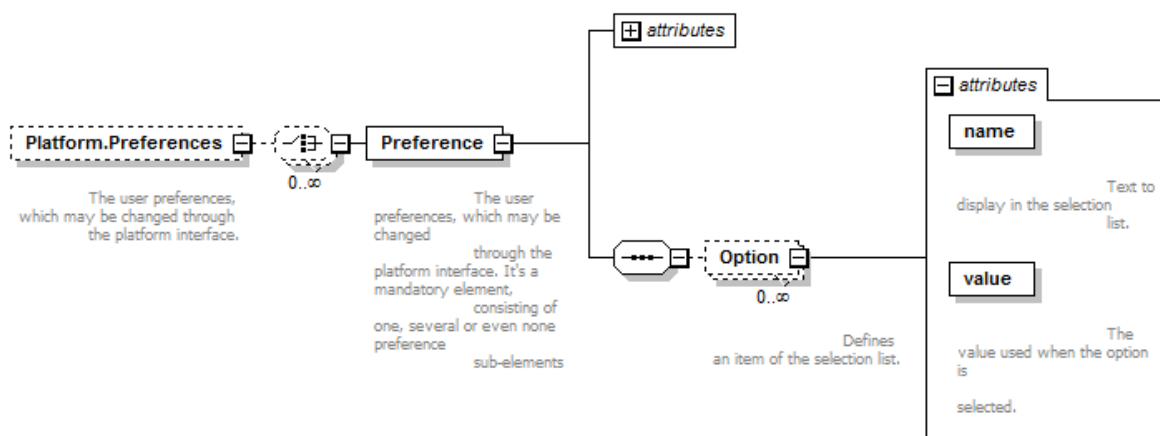 attributes
attributes
name
Platform.Preferences
Preference
0..∞
The user preferences,
which may be changed through
the platform interface.
The user
preferences, which may be
changed
through the
platform interface. It's a
mandatory element,
consisting of
one, several or even none
preference
sub-elements
Text to
display in the selection
list.
Option
0..∞
Defines
an item of the selection list.
value
The
value used when the option
is
selected.